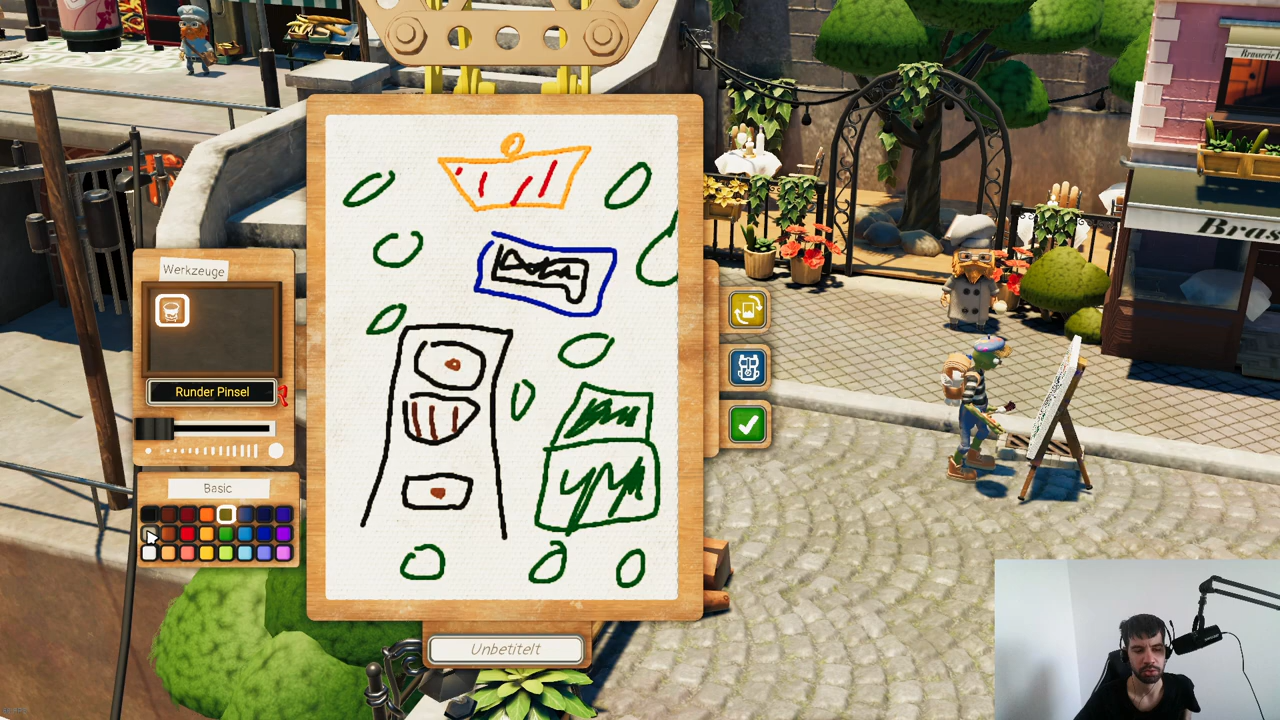 Brasserie
Werkzeuge
Bras
Runder Pinsel
Basic
Unbetitelt